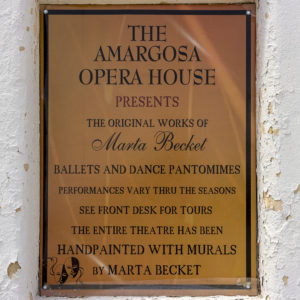 THE
AMARGOSA
OPERA HOUSE
PRESENTS
THE ORIGINAL WORKS OF
Marta Becket
BALLETS AND DANCE PANTOMIMES
PERFORMANCES VARY THRU THE SEASONS
SEE FRONT DESK FOR TOURS
THE ENTIRE THEATRE HAS BEEN
HANDPAINTED WITH MURALS
BY MARTA BECKET